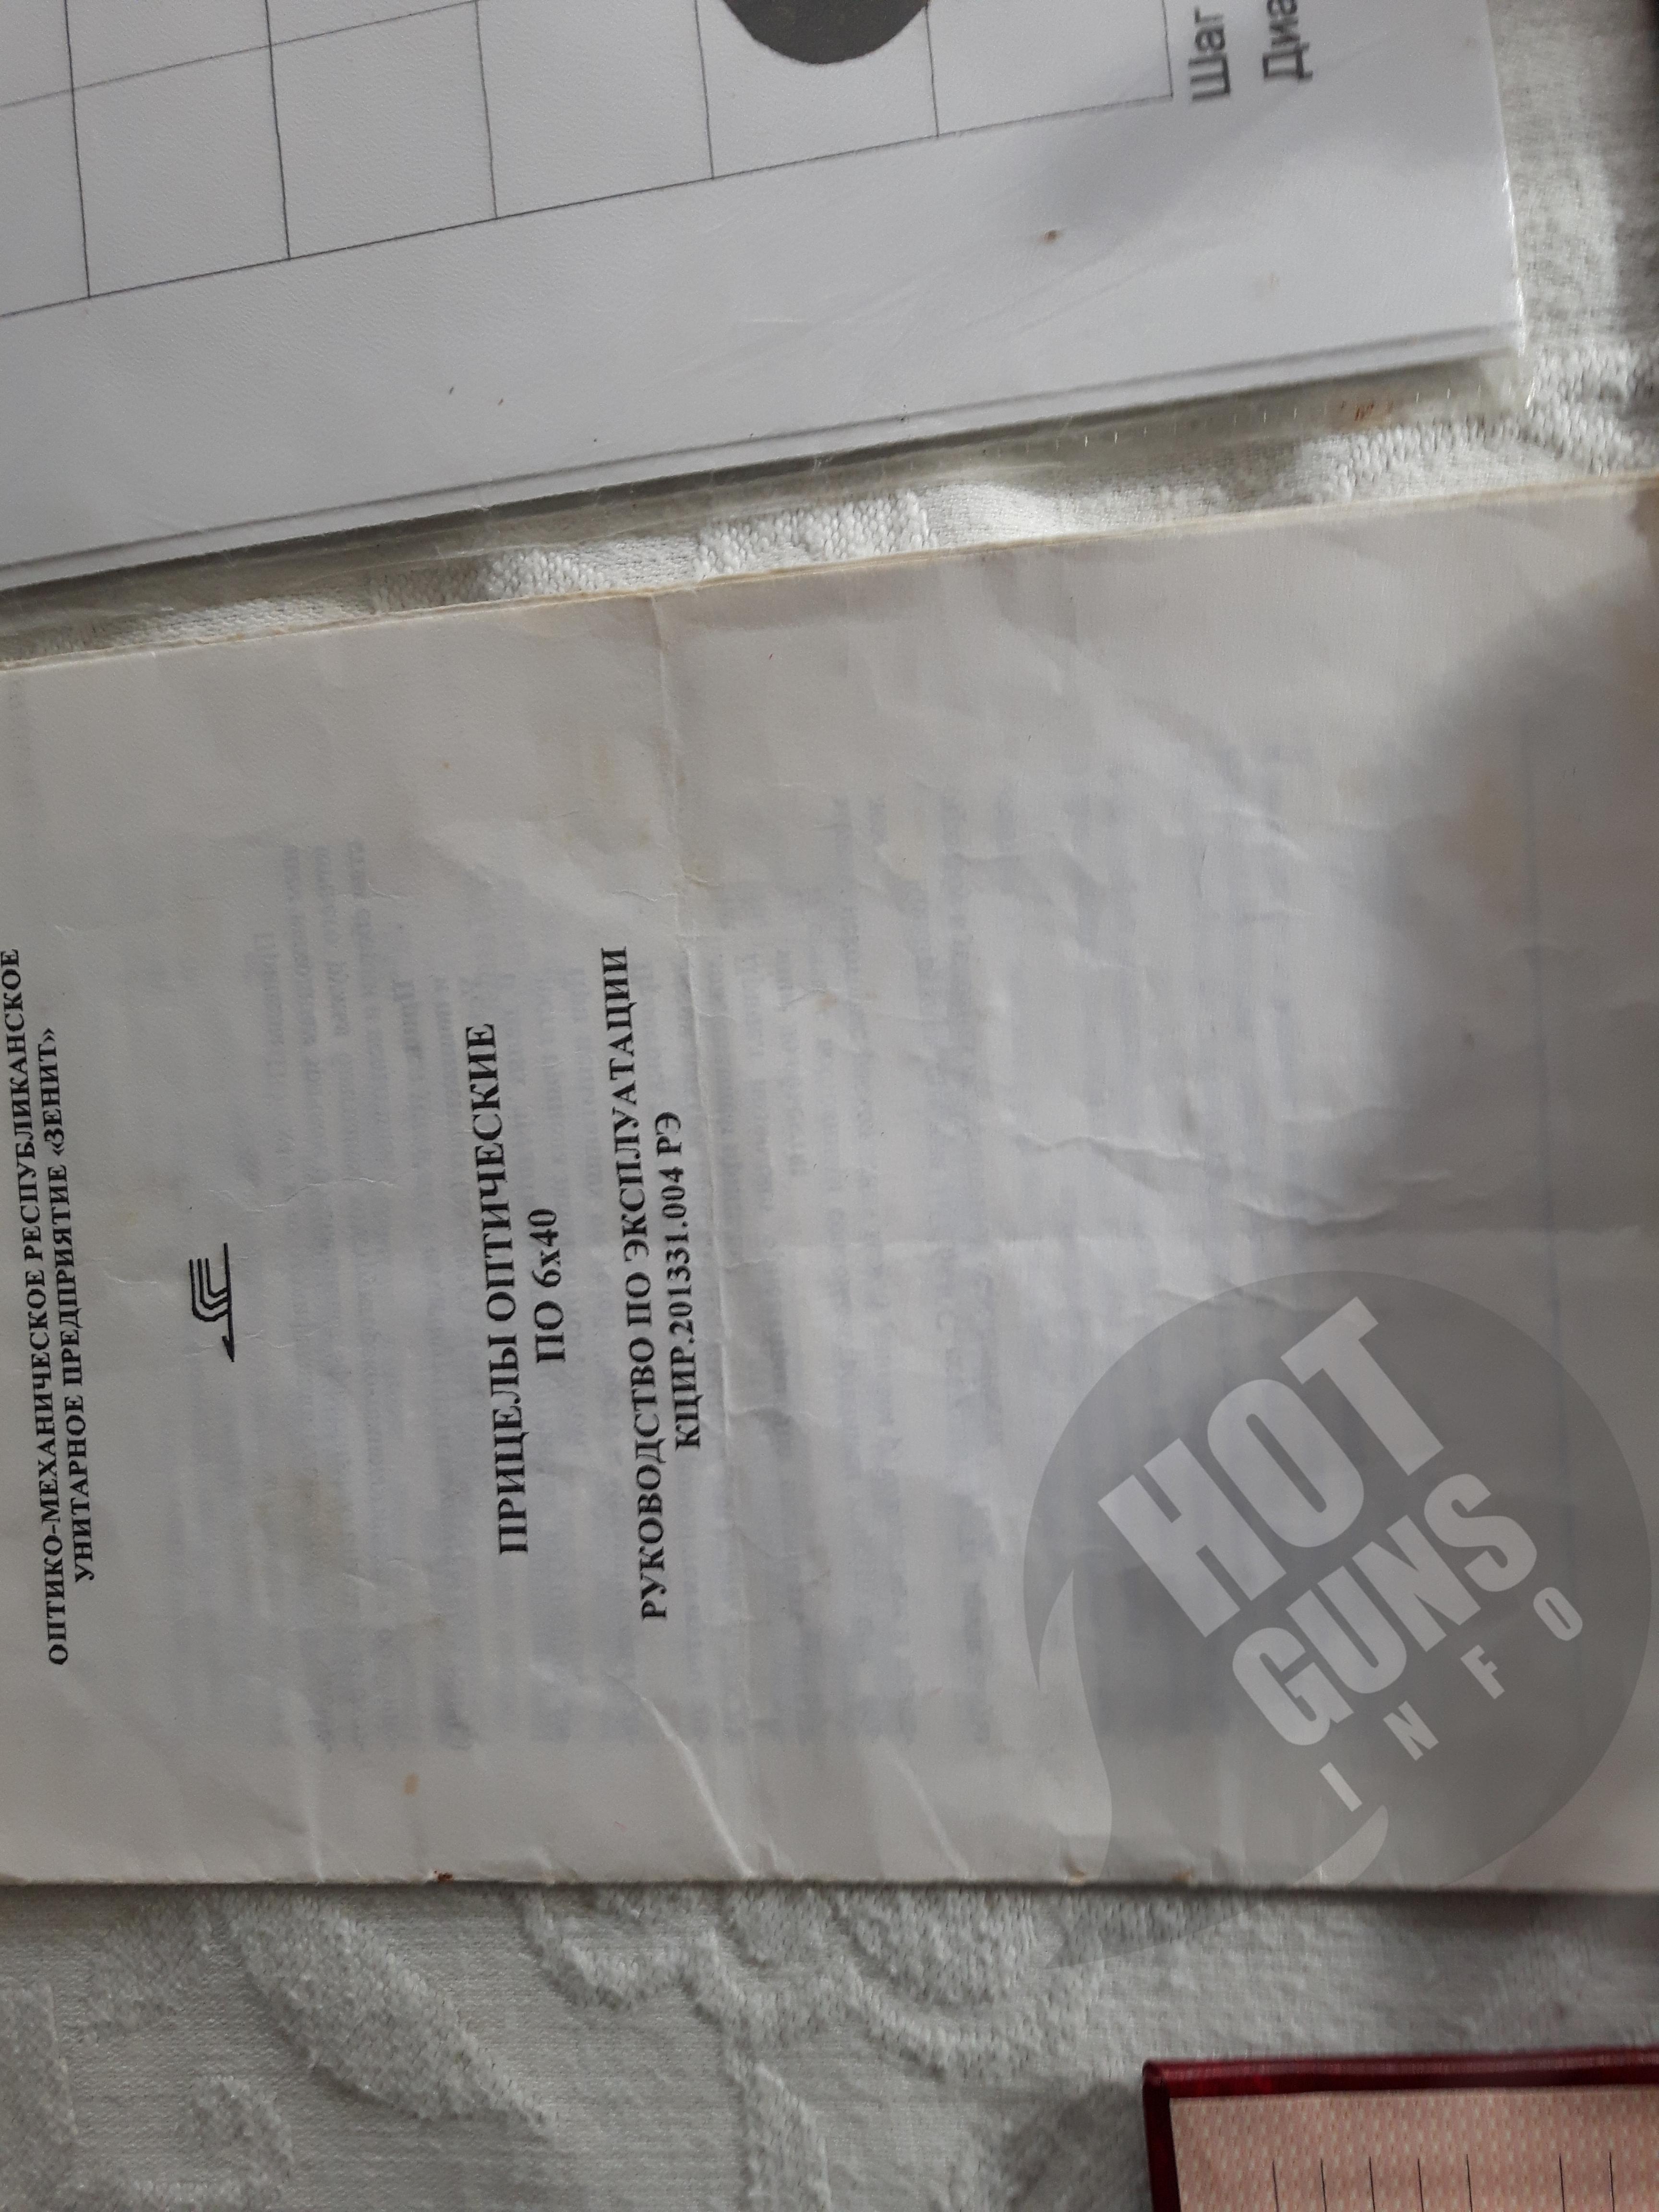 Шаг
Диа
ОПТИКО-МЕХАНИЧЕСКОЕ РЕСПУБЛИКАНСКОЕ
УНИТАРНОЕ ПРЕДПРИЯТИЕ «ЗЕНИТ»
ПРИЦЕЛЫ ОПТИЧЕСКИЕ
ПО 6х40
РУКОВОДСТВО ПО ЭКСПЛУАТАЦИИ
КЦИР.201331.004 РЭ
HOT
GUNS
INFO